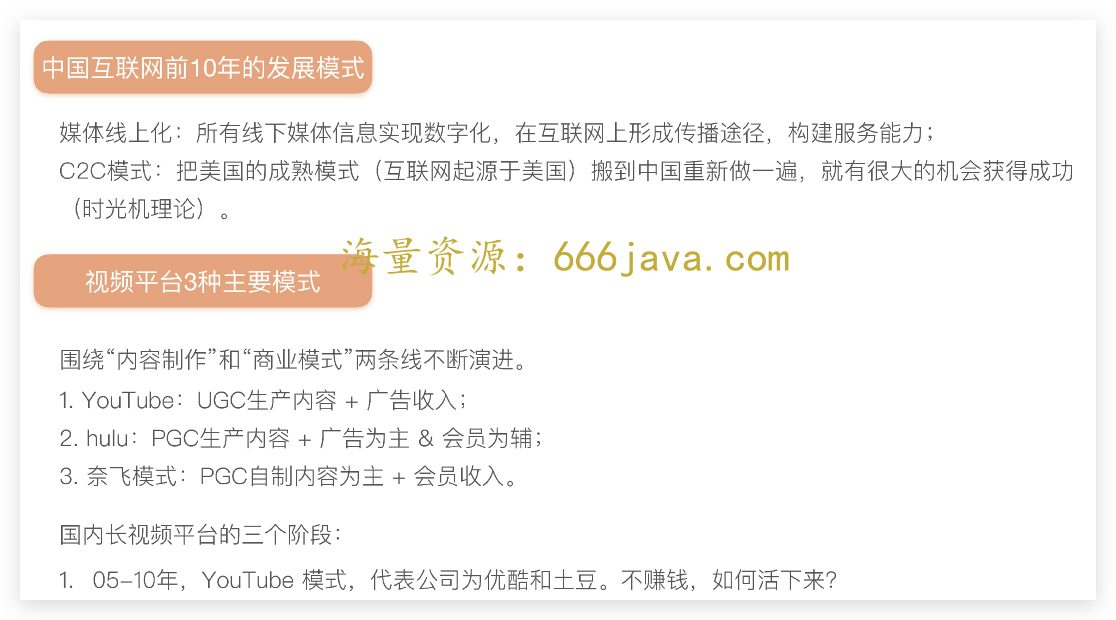 中国互联网前10年的发展模式
媒体线上化：所有线下媒体信息实现数字化，在互联网上形成传播途径，构建服务能力；
C2C模式：把美国的成熟模式（互联网起源于美国）搬到中国重新做一遍，就有很大的机会获得成功
（时光机理论）。
海量资源：666java.com
视频平台3种主要模式
围绕“内容制作”和“商业模式”两条线不断演进。
1. YouTube：UGC生产内容 + 广告收入；
2. hulu：PGC生产内容 + 广告为主 & 会员为辅；
3. 奈飞模式：PGC自制内容为主 + 会员收入。
国内长视频平台的三个阶段：
1. 05-10年，YouTube 模式，代表公司为优酷和土豆。不赚钱，如何活下来？